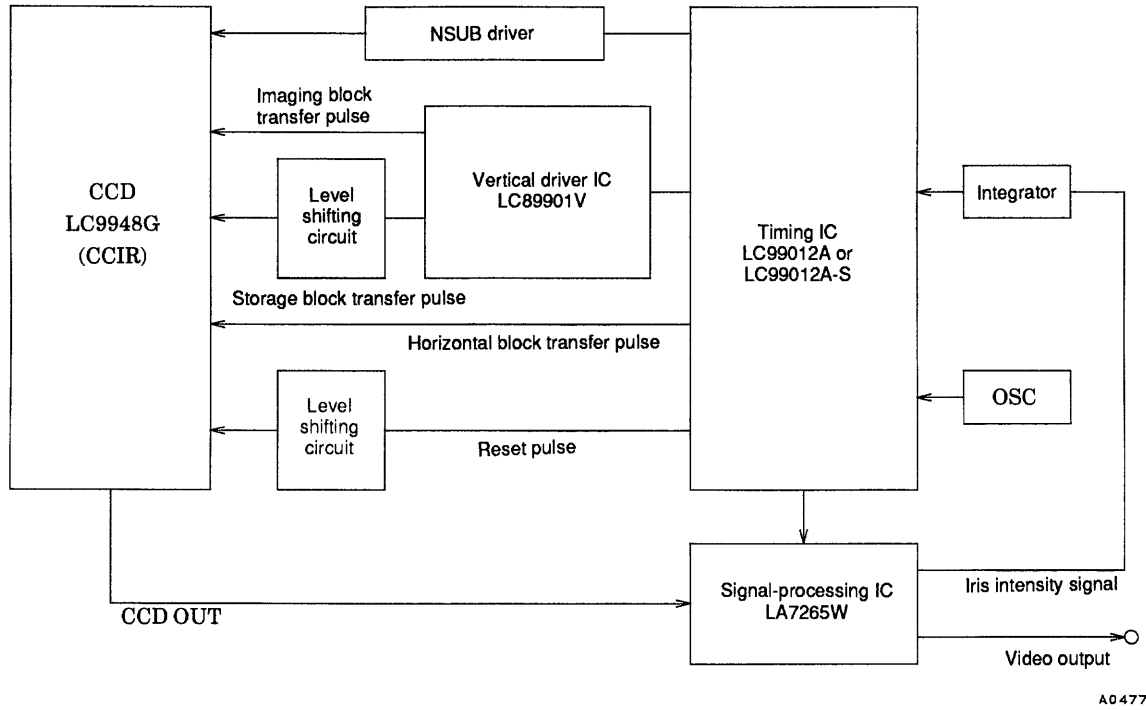 NSUB driver
Imaging block
transfer pulse
CCD
LC9948G
(CCIR)
Level
shifting
circuit
Vertical driver IC
LC89901V
Timing IC
LC99012A or
LC99012A-S
Integrator
Storage block transfer pulse
Horizontal block transfer pulse
OSC
Level
shifting
circuit
Reset pulse
Signal-processing IC
LA7265W
Iris intensity signal
CCD OUT
Video output
A0477